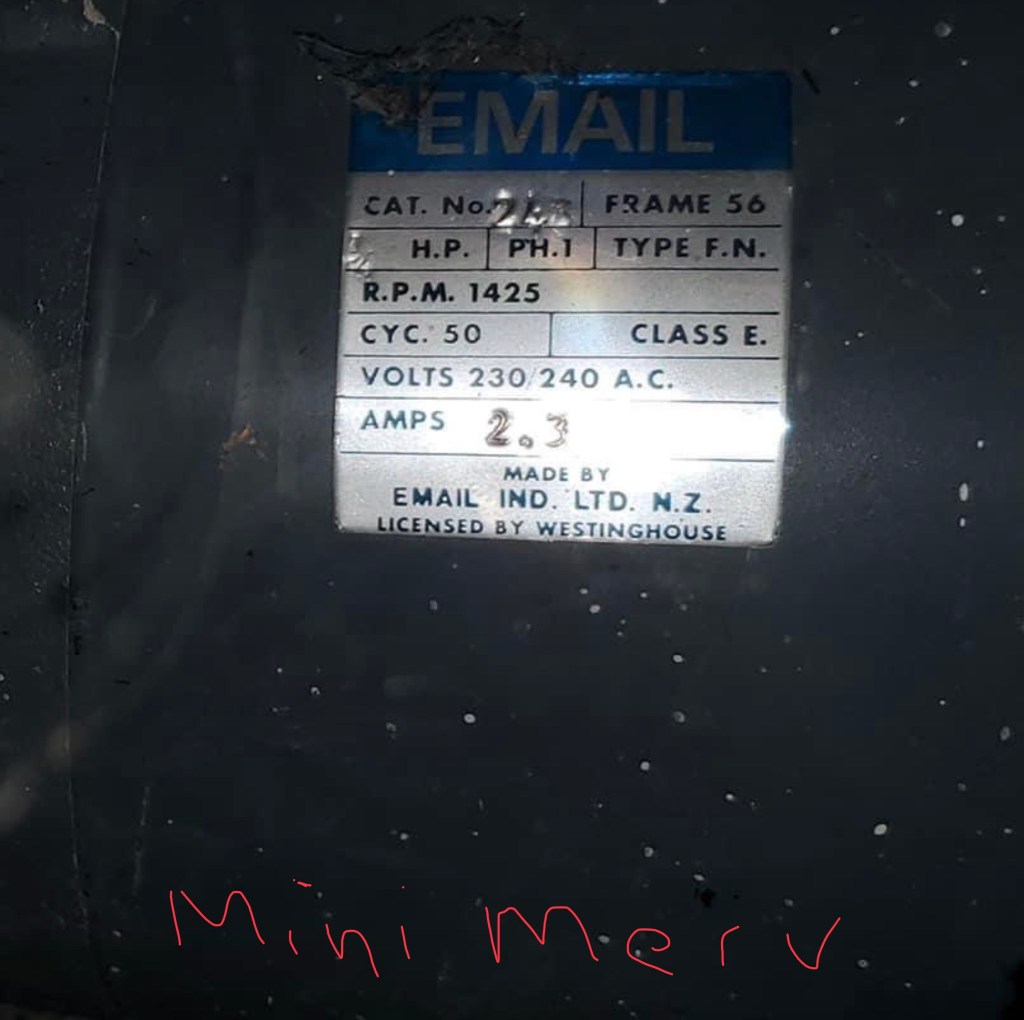 EMAIL
CAT. No. FRAME 56
H.P. PH.1 TYPE F.N.
R.P.M. 1425
CYC. 50 CLASS E.
VOLTS 230/240 A.C.
AMPS 2.3
MADE BY
EMAIL IND. LTD. N.Z.
LICENSED BY WESTINGHOUSE
Mini Merv